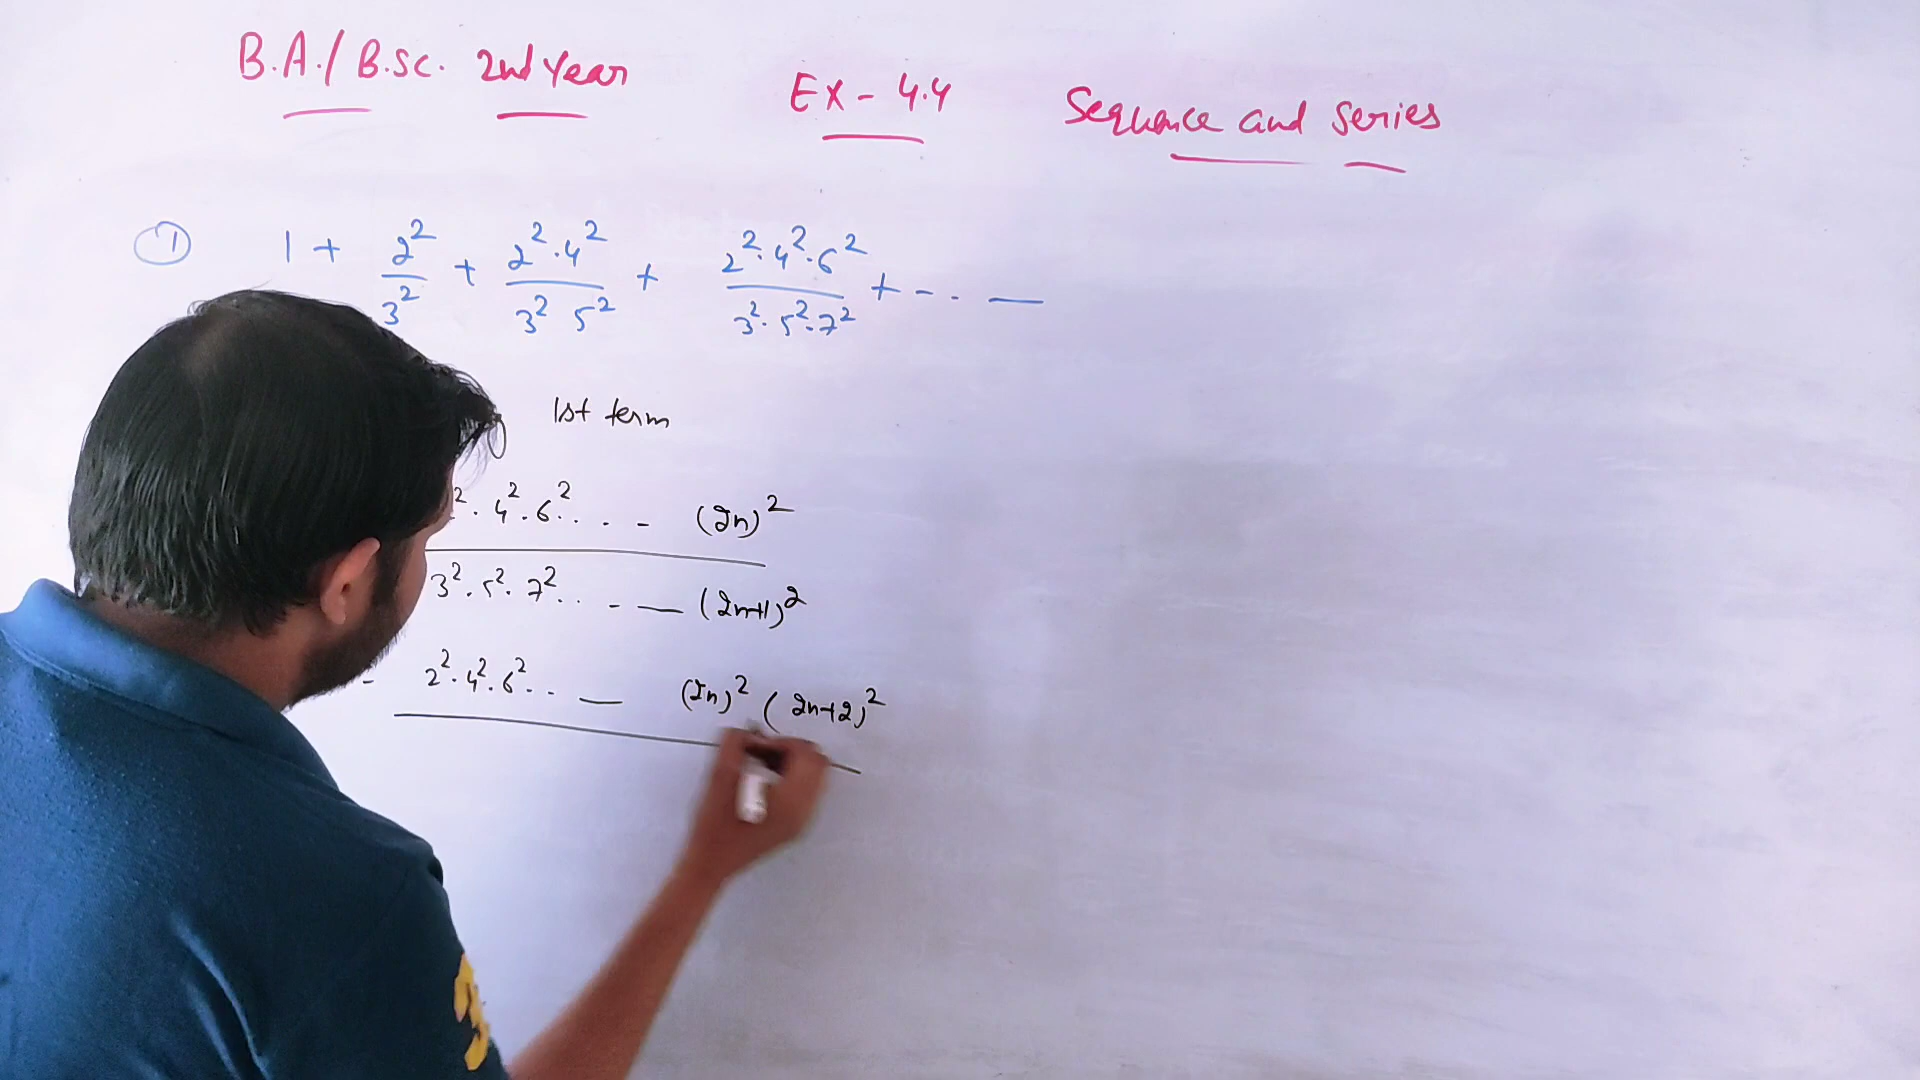 B.A./B.sc. 2nd Year Ex - 4.4 Sequence and Series
① 1 + 2²/3² + 2²·4²/3² 5² + 2²·4²·6²/3²·5²·7² + - -. —
1st term
²·4²·6². . . - (2n)²
3²·5²·7². . . - — (2n+1)²
- 2²·4²·6². - - — (2n)² (2n+2)²